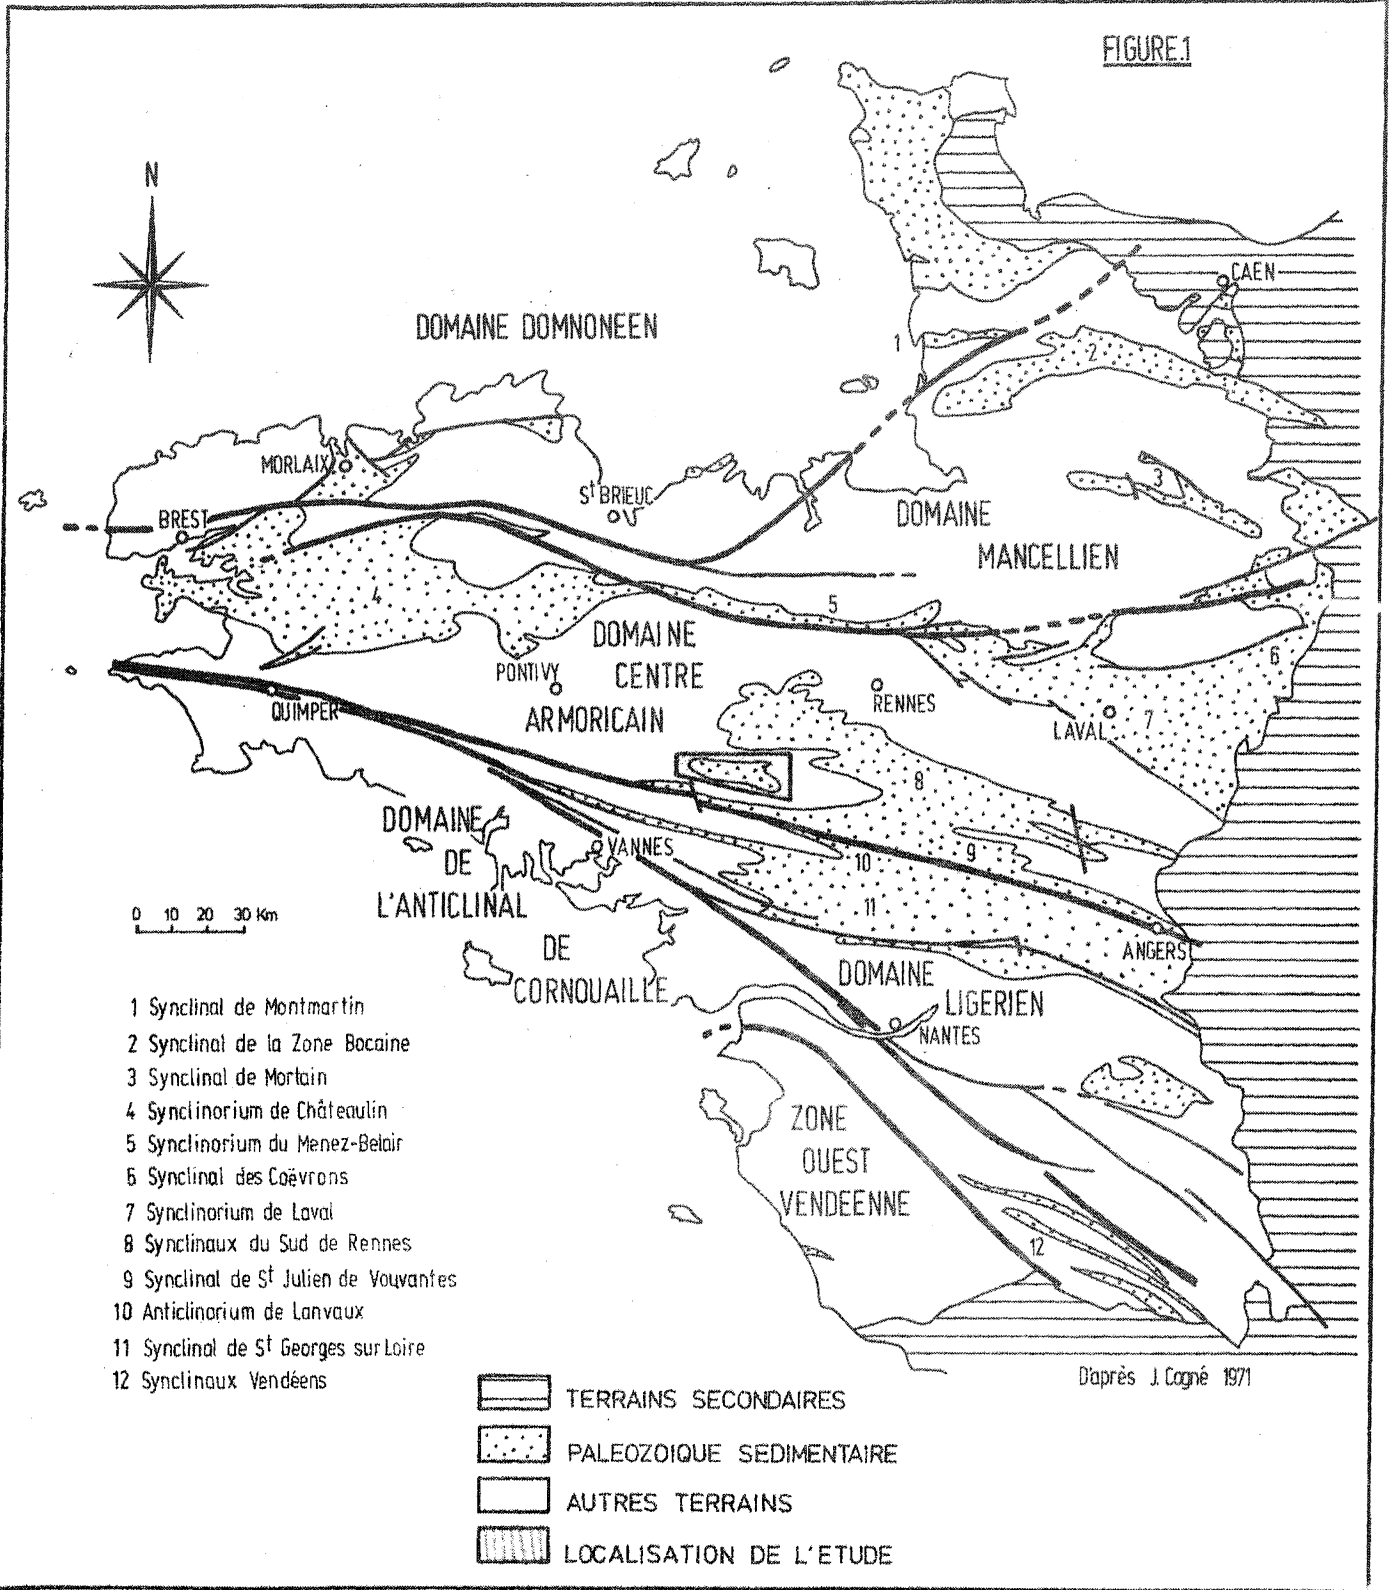 FIGURE.1
N
CAEN
DOMAINE DOMNONEEN
1
2
MORLAIX
3
St BRIEUC
DOMAINE
BREST
MANCELLIEN
4
5
DOMAINE
CENTRE
ARMORICAIN
PONTIVY
6
RENNES
QUIMPER
LAVAL
7
8
DOMAINE
DE
L'ANTICLINAL
DE
CORNOUAILLE
VANNES
9
10
11
ANGERS
0 10 20 30 Km
DOMAINE
LIGERIEN
NANTES
ZONE
OUEST
VENDEENNE
12
1 Synclinal de Montmartin
2 Synclinal de la Zone Bocaine
3 Synclinal de Mortain
4 Synclinorium de Châteaulin
5 Synclinorium du Menez-Belair
6 Synclinal des Coëvrons
7 Synclinorium de Laval
8 Synclinaux du Sud de Rennes
9 Synclinal de St Julien de Vouvantes
10 Anticlinorium de Lanvaux
11 Synclinal de St Georges sur Loire
12 Synclinaux Vendéens
D'après J. Cogné 1971
TERRAINS SECONDAIRES
PALEOZOIQUE SEDIMENTAIRE
AUTRES TERRAINS
LOCALISATION DE L'ETUDE